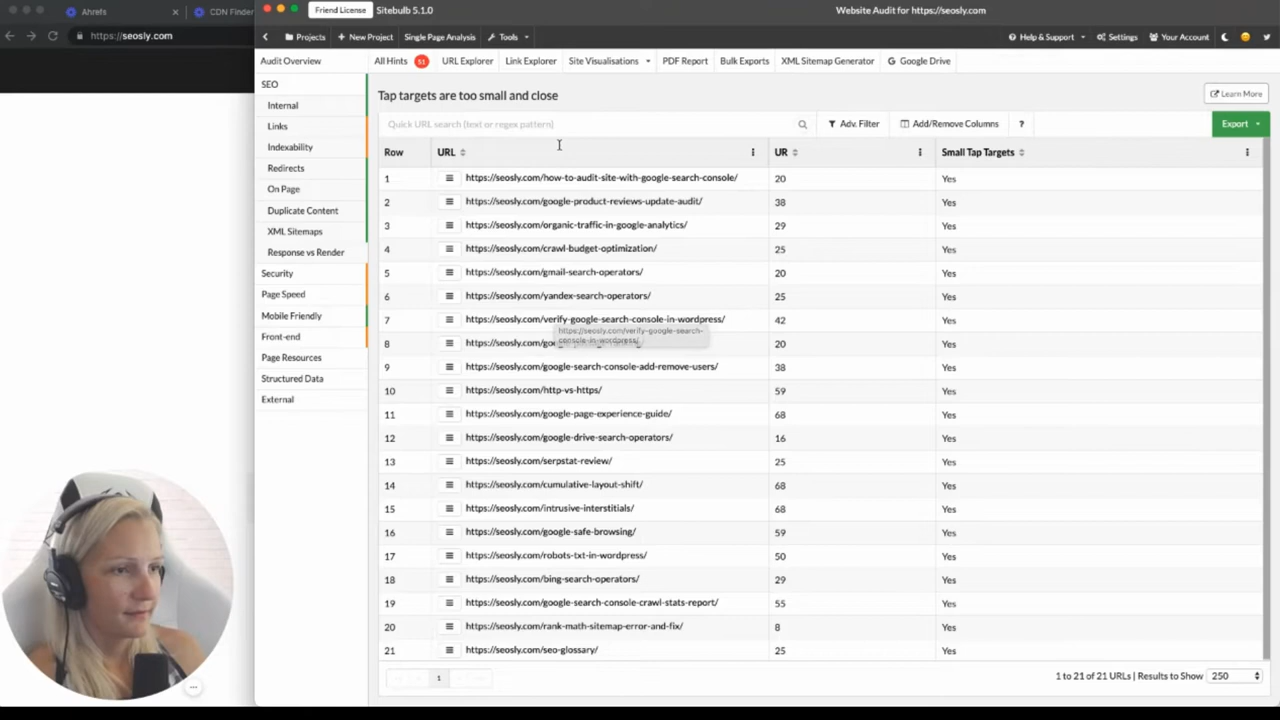 Ahrefs
CDN Finder
Friend License
Sitebulb 5.1.0
Website Audit for https://seosly.com
https://seosly.com
Projects
New Project
Single Page Analysis
Tools
Help & Support
Settings
Your Account
Audit Overview
All Hints 51
URL Explorer
Link Explorer
Site Visualisations
PDF Report
Bulk Exports
XML Sitemap Generator
Google Drive
SEO
Internal
Links
Indexability
Redirects
On Page
Duplicate Content
XML Sitemaps
Response vs Render
Security
Page Speed
Mobile Friendly
Front-end
Page Resources
Structured Data
External
Tap targets are too small and close
Learn More
Quick URL search (text or regex pattern)
Adv. Filter
Add/Remove Columns
?
Export
Row URL UR Small Tap Targets
1 https://seosly.com/how-to-audit-site-with-google-search-console/ 20 Yes
2 https://seosly.com/google-product-reviews-update-audit/ 38 Yes
3 https://seosly.com/organic-traffic-in-google-analytics/ 29 Yes
4 https://seosly.com/crawl-budget-optimization/ 25 Yes
5 https://seosly.com/gmail-search-operators/ 20 Yes
6 https://seosly.com/yandex-search-operators/ 25 Yes
7 https://seosly.com/verify-google-search-console-in-wordpress/ 42 Yes
https://seosly.com/verify-google-search-
console-in-wordpress/
8 https://seosly.com/goo 20 Yes
9 https://seosly.com/google-search-console-add-remove-users/ 38 Yes
10 https://seosly.com/http-vs-https/ 59 Yes
11 https://seosly.com/google-page-experience-guide/ 68 Yes
12 https://seosly.com/google-drive-search-operators/ 16 Yes
13 https://seosly.com/serpstat-review/ 25 Yes
14 https://seosly.com/cumulative-layout-shift/ 68 Yes
15 https://seosly.com/intrusive-interstitials/ 68 Yes
16 https://seosly.com/google-safe-browsing/ 59 Yes
17 https://seosly.com/robots-txt-in-wordpress/ 50 Yes
18 https://seosly.com/bing-search-operators/ 29 Yes
19 https://seosly.com/google-search-console-crawl-stats-report/ 55 Yes
20 https://seosly.com/rank-math-sitemap-error-and-fix/ 8 Yes
21 https://seosly.com/seo-glossary/ 25 Yes
1
1 to 21 of 21 URLs | Results to Show 250